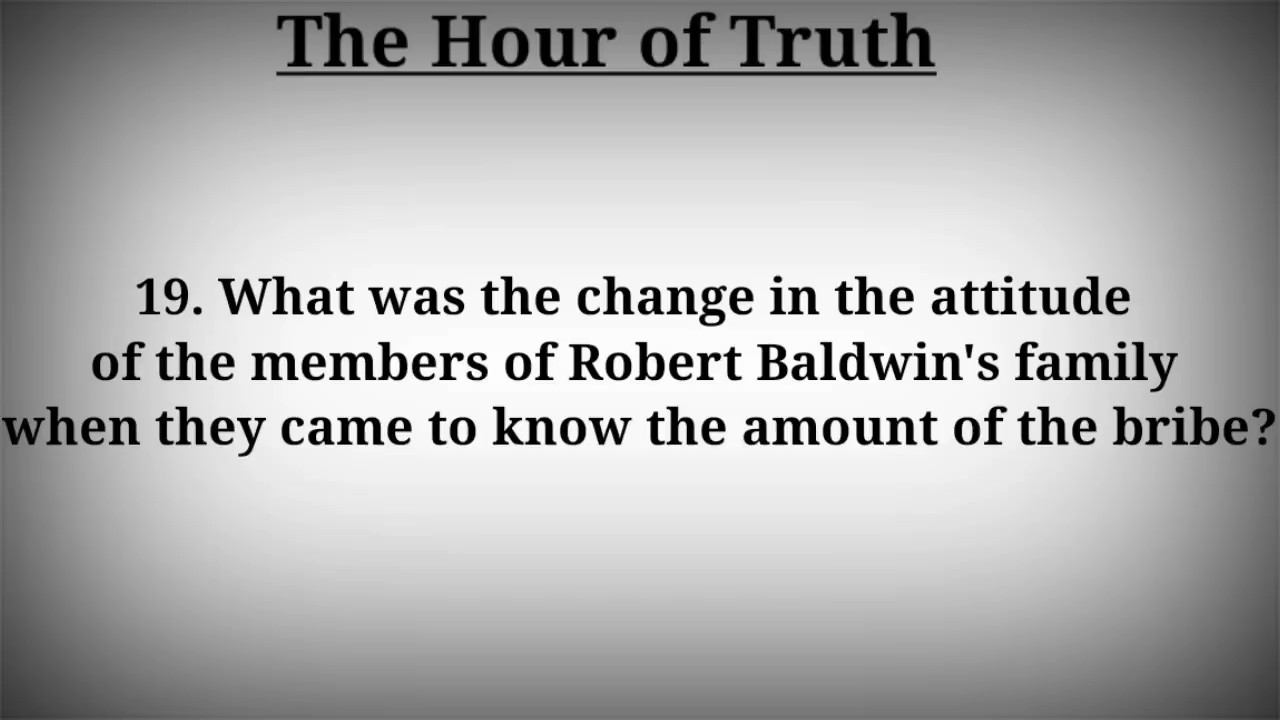 The Hour of Truth
19. What was the change in the attitude
of the members of Robert Baldwin's family
when they came to know the amount of the bribe?